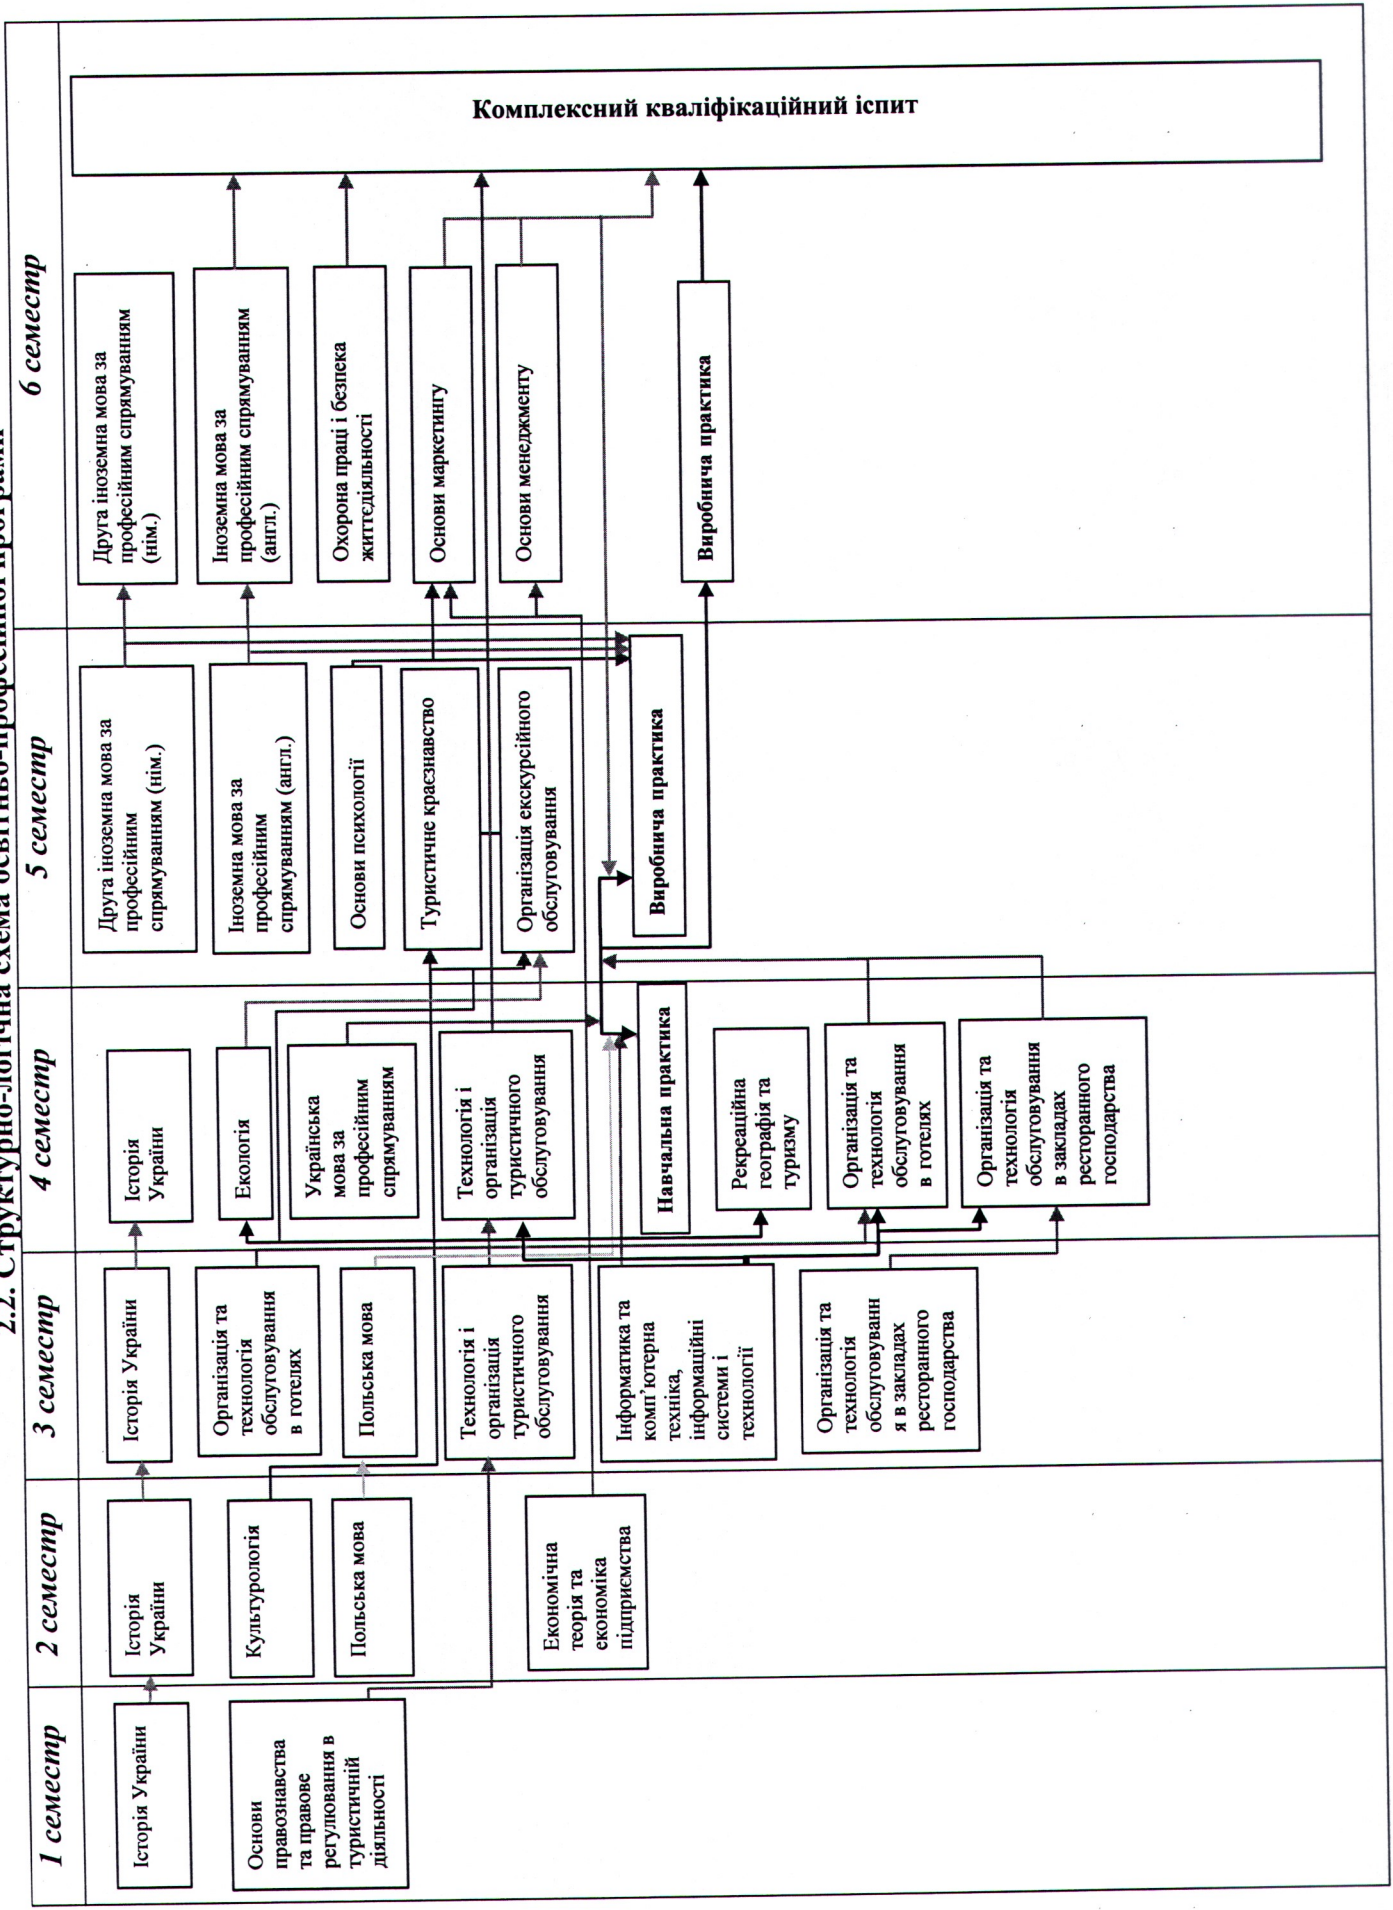 2.2. Структурно-логічна схема освітньо-професійної програми
1 семестр
2 семестр
3 семестр
4 семестр
5 семестр
6 семестр
Історія України
Основи
правознавства
та правове
регулювання в
туристичній
діяльності
Історія
України
Культурологія
Польська мова
Економічна
теорія та
економіка
підприємства
Історія України
Організація та
технологія
обслуговування
в готелях
Польська мова
Технологія і
організація
туристичного
обслуговування
Інформатика та
комп'ютерна
техніка,
інформаційні
системи і
технології
Організація та
технологія
обслуговуванн
я в закладах
ресторанного
господарства
Історія
України
Екологія
Українська
мова за
професійним
спрямуванням
Технологія і
організація
туристичного
обслуговування
Навчальна практика
Рекреаційна
географія та
туризму
Організація та
технологія
обслуговування
в готелях
Організація та
технологія
обслуговування
в закладах
ресторанного
господарства
Друга іноземна мова за
професійним
спрямуванням (нім.)
Іноземна мова за
професійним
спрямуванням (англ.)
Основи психології
Туристичне краєзнавство
Організація екскурсійного
обслуговування
Виробнича практика
Друга іноземна мова за
професійним спрямуванням
(нім.)
Іноземна мова за
професійним спрямуванням
(англ.)
Охорона праці і безпека
життєдіяльності
Основи маркетингу
Основи менеджменту
Виробнича практика
Комплексний кваліфікаційний іспит